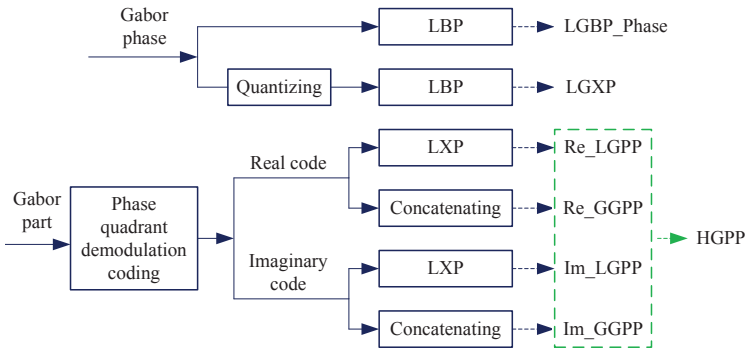 Gabor
phase
LBP
LGBP_Phase
Quantizing
LBP
LGXP
Gabor
part
Phase
quadrant
demodulation
coding
Real code
LXP
Re_LGPP
Concatenating
Re_GGPP
Imaginary
code
LXP
Im_LGPP
Concatenating
Im_GGPP
HGPP